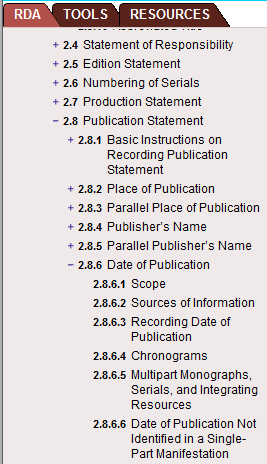 RDA TOOLS RESOURCES
+ 2.4 Statement of Responsibility
+ 2.5 Edition Statement
+ 2.6 Numbering of Serials
+ 2.7 Production Statement
− 2.8 Publication Statement
+ 2.8.1 Basic Instructions on
Recording Publication
Statement
+ 2.8.2 Place of Publication
+ 2.8.3 Parallel Place of Publication
+ 2.8.4 Publisher's Name
+ 2.8.5 Parallel Publisher's Name
− 2.8.6 Date of Publication
2.8.6.1 Scope
2.8.6.2 Sources of Information
2.8.6.3 Recording Date of
Publication
2.8.6.4 Chronograms
2.8.6.5 Multipart Monographs,
Serials, and Integrating
Resources
2.8.6.6 Date of Publication Not
Identified in a Single-
Part Manifestation